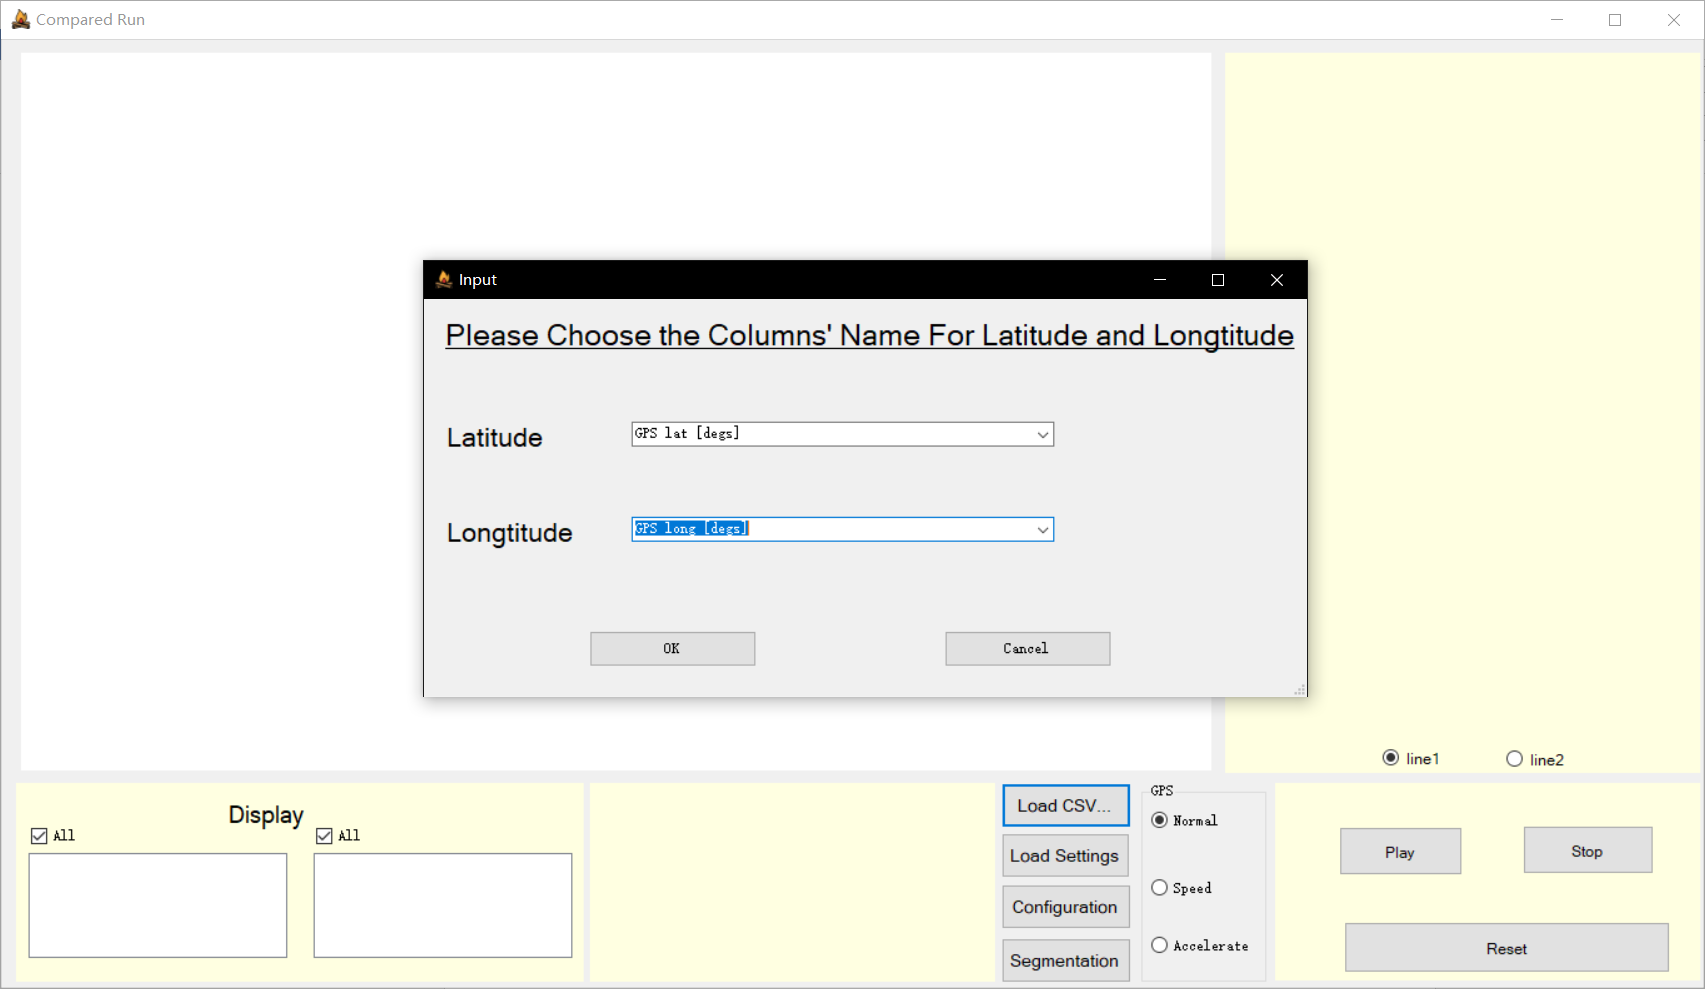 Compared Run
Input
Please Choose the Columns' Name For Latitude and Longtitude
Latitude
GPS lat [degs]
Longtitude
GPS long [degs]
OK
Cancel
line1
line2
Display
All
All
Load CSV...
Load Settings
Configuration
Segmentation
GPS
Normal
Speed
Accelerate
Play
Stop
Reset